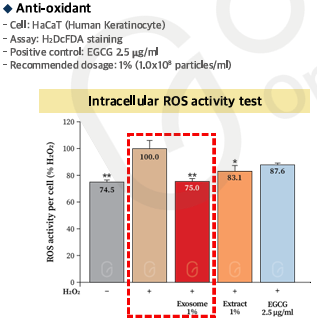 ◆ Anti-oxidant
- Cell: HaCaT (Human Keratinocyte)
- Assay: H₂DcFDA staining
- Positive control: EGCG 2.5 μg/ml
- Recommended dosage: 1% (1.0x10⁸ particles/ml)
Intracellular ROS activity test
ROS activity per cell (% H₂O₂)
120
100
80
60
40
20
0
**
74.5
100.0
**
75.0
*
83.1
87.6
H₂O₂ - + + + +
Exosome Extract EGCG
1% 1% 2.5 μg/ml